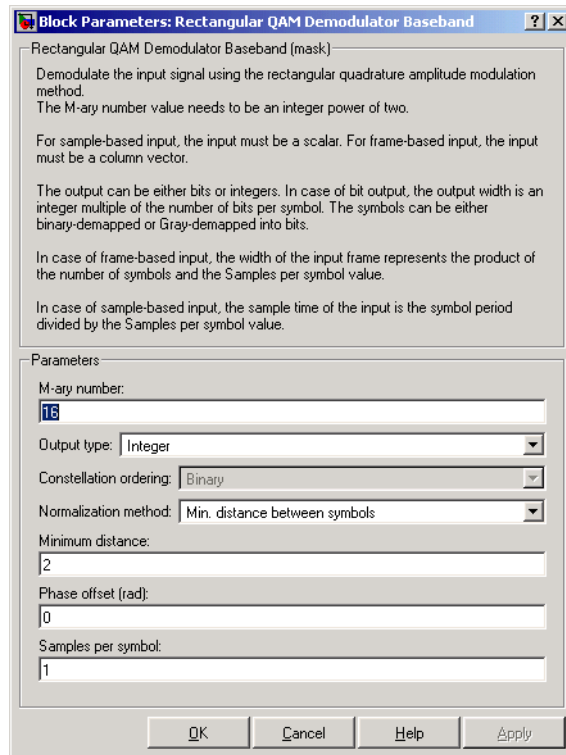 Block Parameters: Rectangular QAM Demodulator Baseband
Rectangular QAM Demodulator Baseband (mask)
Demodulate the input signal using the rectangular quadrature amplitude modulation
method.
The M-ary number value needs to be an integer power of two.
For sample-based input, the input must be a scalar. For frame-based input, the input
must be a column vector.
The output can be either bits or integers. In case of bit output, the output width is an
integer multiple of the number of bits per symbol. The symbols can be either
binary-demapped or Gray-demapped into bits.
In case of frame-based input, the width of the input frame represents the product of
the number of symbols and the Samples per symbol value.
In case of sample-based input, the sample time of the input is the symbol period
divided by the Samples per symbol value.
Parameters
M-ary number:
16
Output type: Integer
Constellation ordering: Binary
Normalization method: Min. distance between symbols
Minimum distance:
2
Phase offset (rad):
0
Samples per symbol:
1
OK Cancel Help Apply